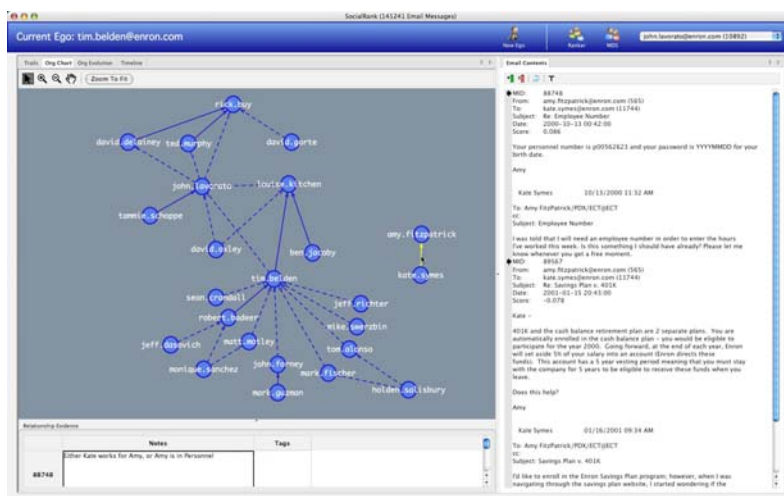 SocialRank (141241 Email Messages)
Current Ego: tim.belden@enron.com
New Ego
Ranker
MDS
john.lavorato@enron.com (10892)
Trails
Org Chart
Org Evolution
Timeline
Zoom To Fit
rick.buy
david.delainey
ted.murphy
david.gorte
john.lavorato
louise.kitchen
tammie.schoppe
david.oxley
ben.jacoby
amy.fitzpatrick
kate.symes
tim.belden
sean.crandall
robert.badeer
jeff.richter
mike.swerzbin
jeff.dasovich
matt.motley
tom.alonso
monique.sanchez
john.forney
mark.fischer
mark.guzman
holden.salisbury
Relationship Evidence
Notes
Tags
88748
Either Kate works for Amy, or Amy is in Personnel
Email Contents
MID: 88748
From: amy.fitzpatrick@enron.com (565)
To: kate.symes@enron.com (11744)
Subject: Re: Employee Number
Date: 2000-10-13 00:42:00
Score: 0.086
Your personnel number is p00562623 and your password is YYYYMMDD for your
birth date.
Amy
Kate Symes 10/13/2000 11:32 AM
To: Amy FitzPatrick/PDX/ECT@ECT
cc:
Subject: Employee Number
I was told that I will need an employee number in order to enter the hours
I've worked this week. Is this something I should have already? Please let me
know whenever you get a free moment.
MID: 89567
From: amy.fitzpatrick@enron.com (565)
To: kate.symes@enron.com (11744)
Subject: Re: Savings Plan v. 401K
Date: 2001-01-15 20:43:00
Score: -0.078
Kate -
401K and the cash balance retirement plan are 2 separate plans. You are
automatically enrolled in the cash balance plan - you would be eligible to
participate for the year 2000. Going forward, at the end of each year, Enron
will set aside 5% of your salary into an account (Enron directs these
funds). This account has a 5 year vesting period meaning that you must stay
with the company for 5 years to be eligible to receive these funds when you
leave.
Does this help?
Amy
Kate Symes 01/16/2001 09:34 AM
To: Amy FitzPatrick/PDX/ECT@ECT
cc:
Subject: Savings Plan v. 401K
I'd like to enroll in the Enron Savings Plan program; however, when I was
navigating through the savings plan website, I started wondering if the